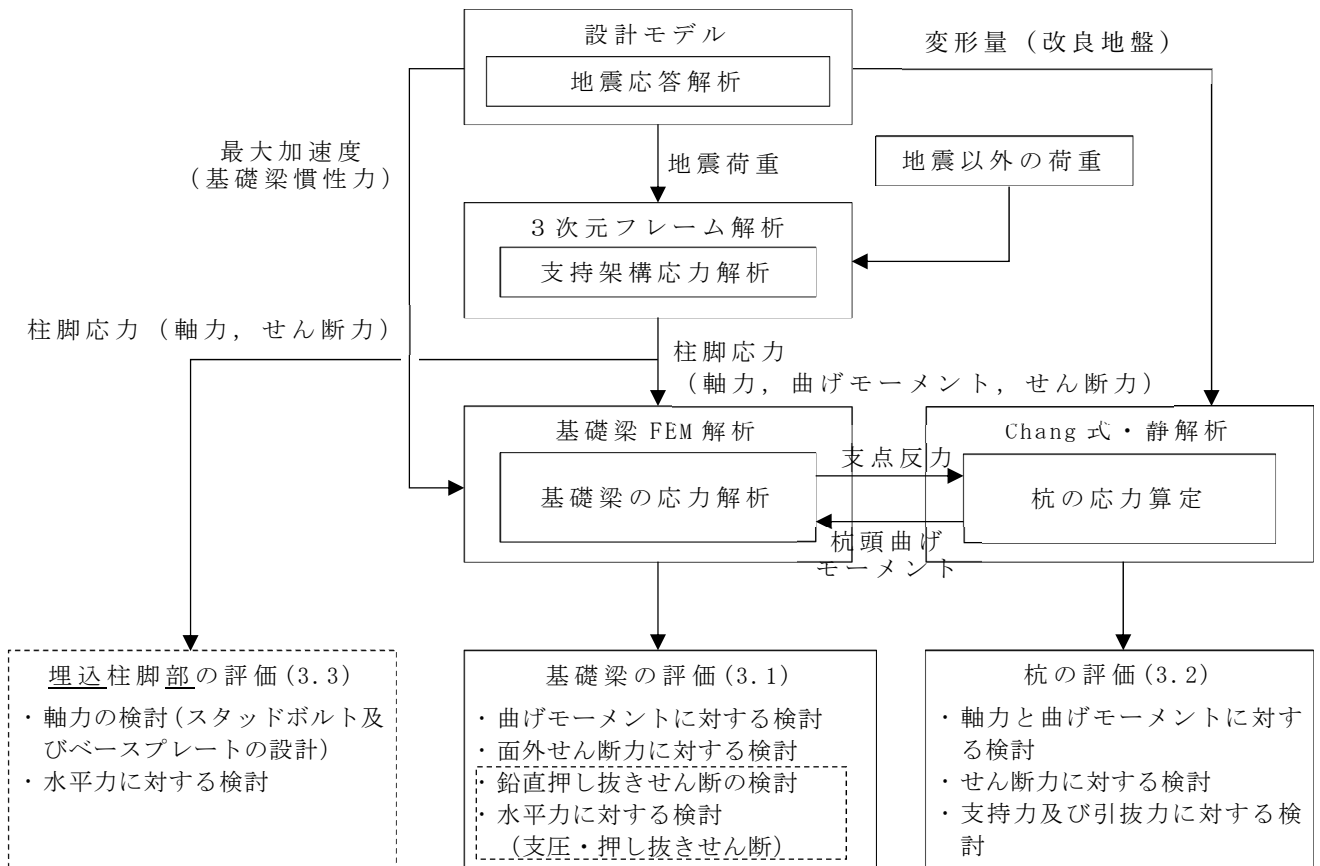 設計モデル
地震応答解析
変形量（改良地盤）
最大加速度
（基礎梁慣性力）
地震荷重
地震以外の荷重
３次元フレーム解析
支持架構応力解析
柱脚応力（軸力，せん断力）
柱脚応力
（軸力，曲げモーメント，せん断力）
基礎梁 FEM 解析
Chang 式・静解析
支点反力
基礎梁の応力解析
杭の応力算定
杭頭曲げ
モーメント
埋込柱脚部の評価(3.3)
・軸力の検討（スタッドボルト及
びベースプレートの設計）
・水平力に対する検討
基礎梁の評価(3.1)
・曲げモーメントに対する検討
・面外せん断力に対する検討
・鉛直押し抜きせん断の検討
・水平力に対する検討
（支圧・押し抜きせん断）
杭の評価(3.2)
・軸力と曲げモーメントに対す
る検討
・せん断力に対する検討
・支持力及び引抜力に対する検
討